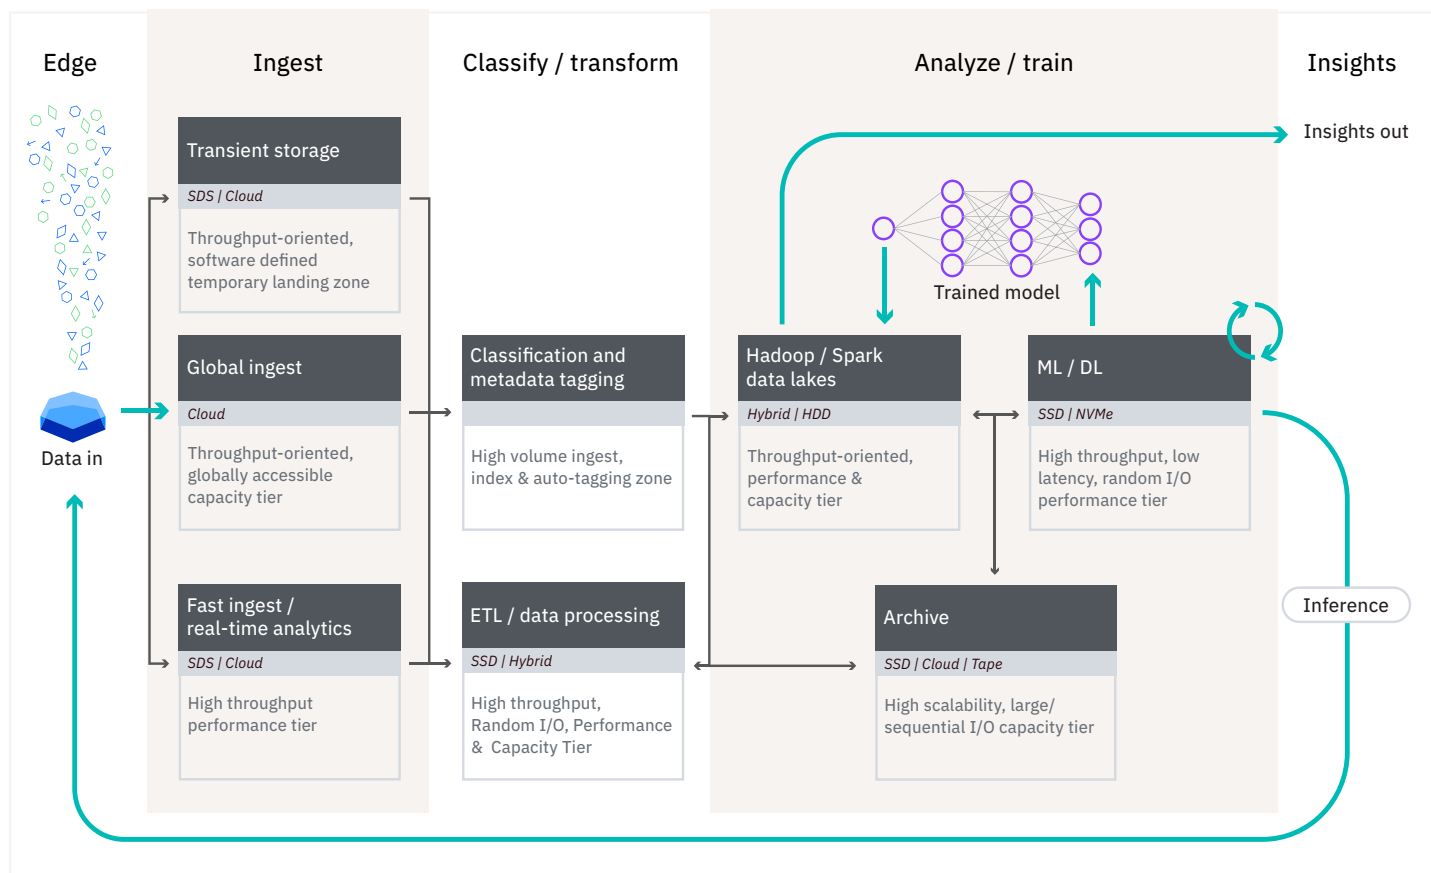 Edge
Ingest
Classify / transform
Analyze / train
Insights
Insights out
Transient storage
SDS | Cloud
Throughput-oriented,
software defined
temporary landing zone
Trained model
Global ingest
Cloud
Throughput-oriented,
globally accessible
capacity tier
Classification and
metadata tagging
High volume ingest,
index & auto-tagging zone
Hadoop / Spark
data lakes
Hybrid | HDD
Throughput-oriented,
performance &
capacity tier
ML / DL
SSD | NVMe
High throughput, low
latency, random I/O
performance tier
Data in
Fast ingest /
real-time analytics
SDS | Cloud
High throughput
performance tier
ETL / data processing
SSD | Hybrid
High throughput,
Random I/O, Performance
& Capacity Tier
Archive
SSD | Cloud | Tape
High scalability, large/
sequential I/O capacity tier
Inference